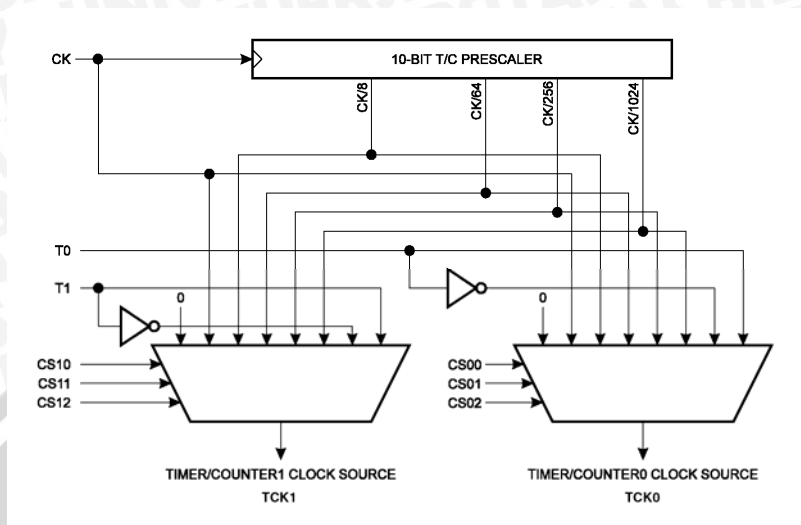 CK
10-BIT T/C PRESCALER
CK/8
CK/64
CK/256
CK/1024
T0
T1
0
0
CS10
CS11
CS12
CS00
CS01
CS02
TIMER/COUNTER1 CLOCK SOURCE
TCK1
TIMER/COUNTER0 CLOCK SOURCE
TCK0